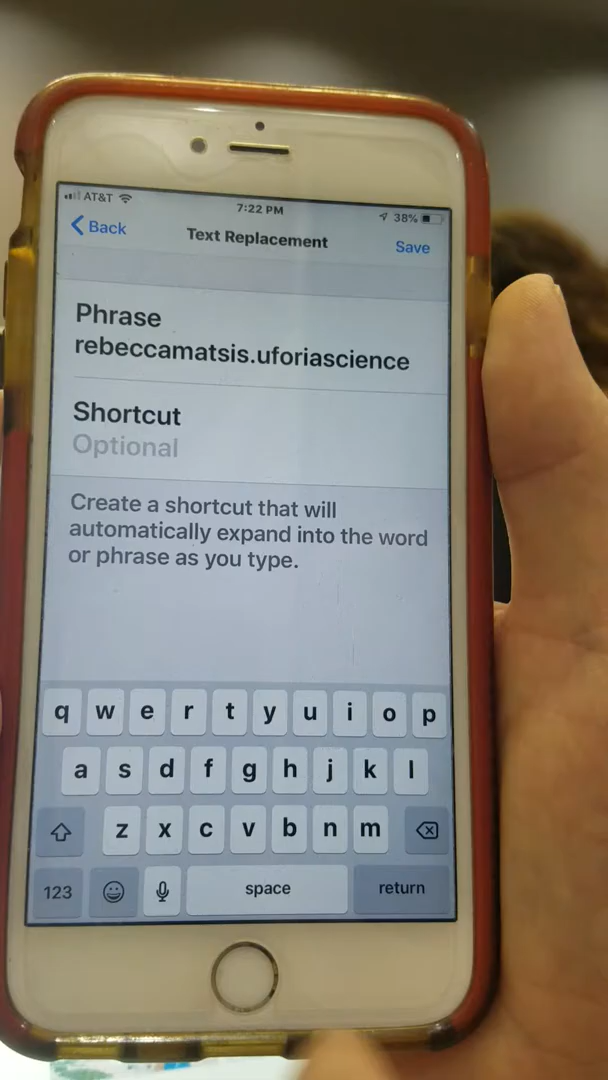 AT&T
7:22 PM
38%
Back
Text Replacement
Save
Phrase
rebeccamatsis.uforiascience
Shortcut
Optional
Create a shortcut that will
automatically expand into the word
or phrase as you type.
q w e r t y u i o p
a s d f g h j k l
z x c v b n m
123 space return